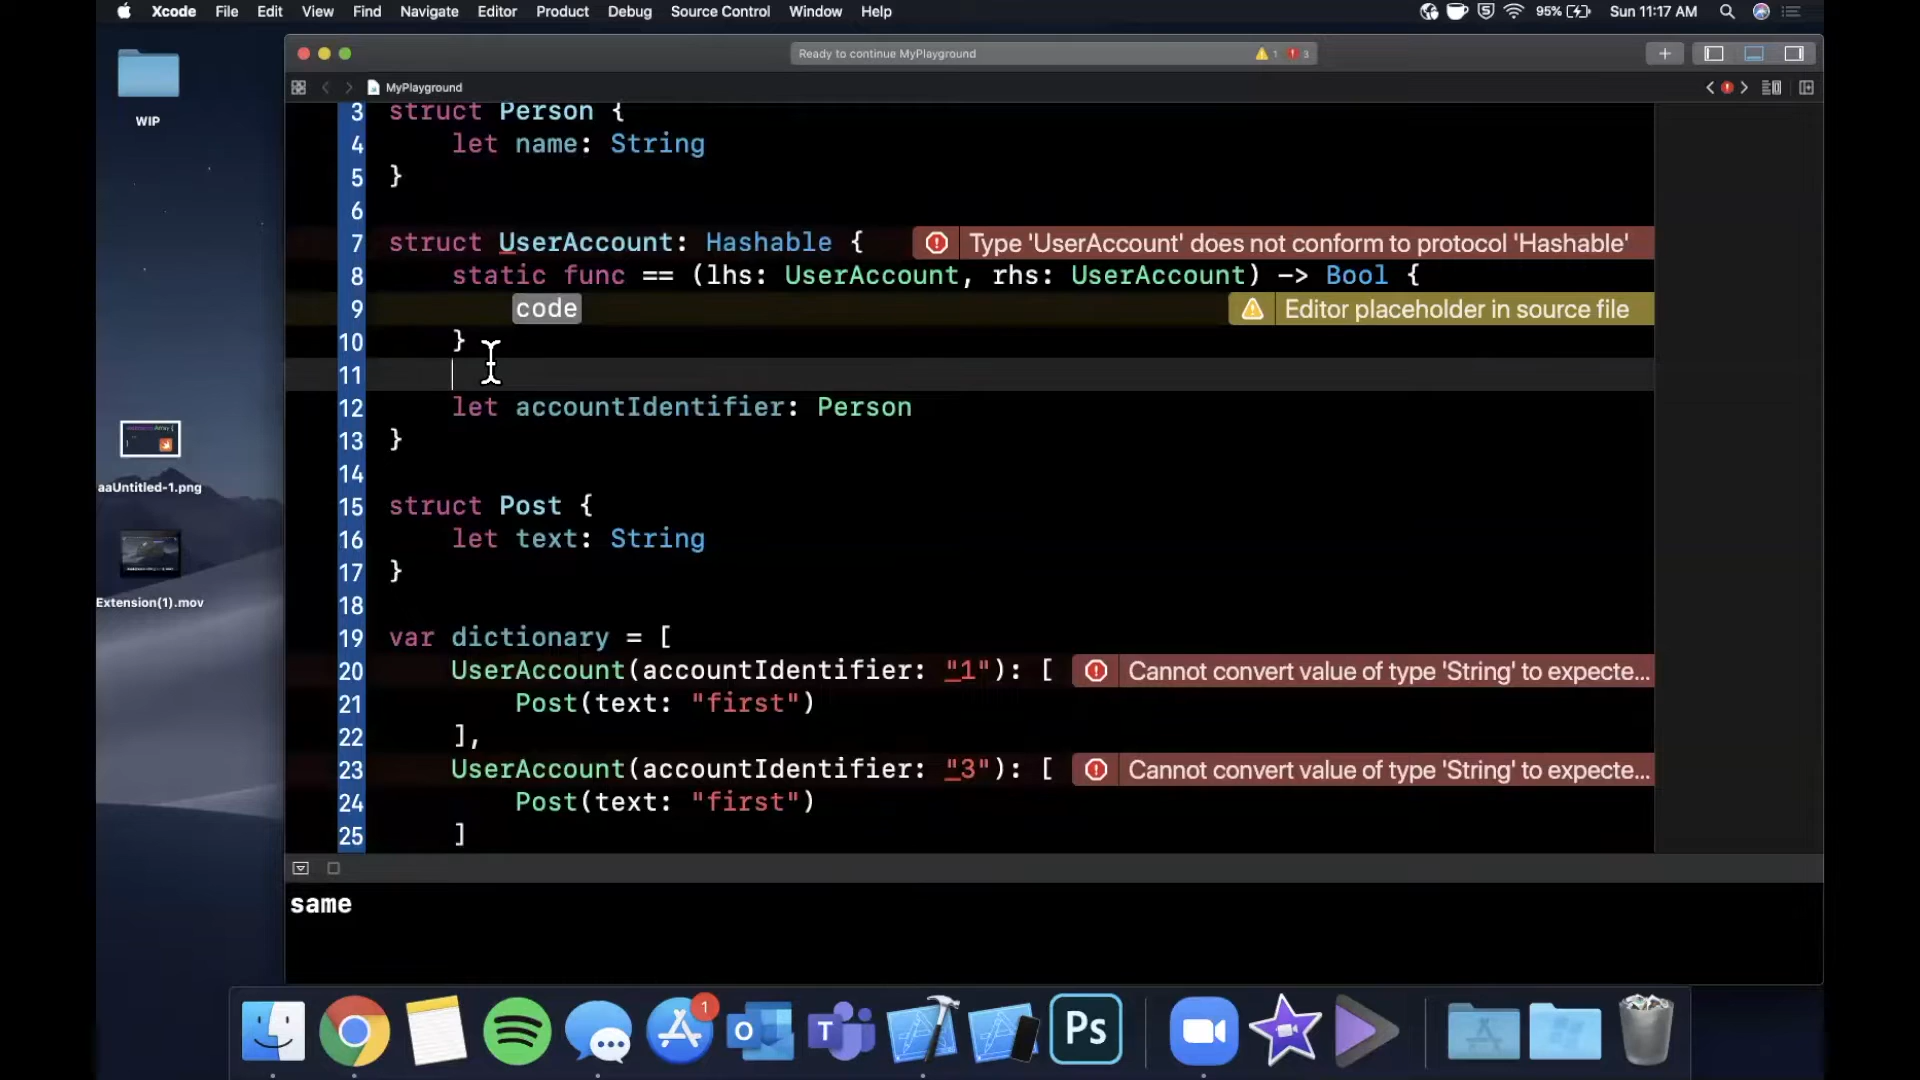 Xcode File Edit View Find Navigate Editor Product Debug Source Control Window Help 95% Sun 11:17 AM
WIP
aaUntitled-1.png
Extension(1).mov
Ready to continue MyPlayground 1 3
MyPlayground
3 struct Person {
4 let name: String
5 }
6
7 struct UserAccount: Hashable { Type 'UserAccount' does not conform to protocol 'Hashable'
8 static func == (lhs: UserAccount, rhs: UserAccount) -> Bool {
9 code Editor placeholder in source file
10 }
11
12 let accountIdentifier: Person
13 }
14
15 struct Post {
16 let text: String
17 }
18
19 var dictionary = [
20 UserAccount(accountIdentifier: "1"): [ Cannot convert value of type 'String' to expecte...
21 Post(text: "first")
22 ],
23 UserAccount(accountIdentifier: "3"): [ Cannot convert value of type 'String' to expecte...
24 Post(text: "first")
25 ]
same
1
O
T
Ps